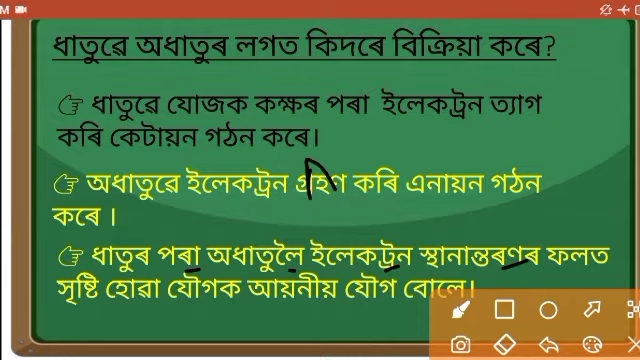 ধাতুৱে অধাতুৰ লগত কিদৰে বিক্ৰিয়া কৰে?
👉 ধাতুৱে যোজক কক্ষৰ পৰা ইলেকট্ৰন ত্যাগ
কৰি কেটায়ন গঠন কৰে।
👉 অধাতুৱে ইলেকট্ৰন গ্ৰহণ কৰি এনায়ন গঠন
কৰে ।
👉 ধাতুৰ পৰা অধাতুলৈ ইলেকট্ৰন স্থানান্তৰণৰ ফলত
সৃষ্টি হোৱা যৌগক আয়নীয় যৌগ বোলে।